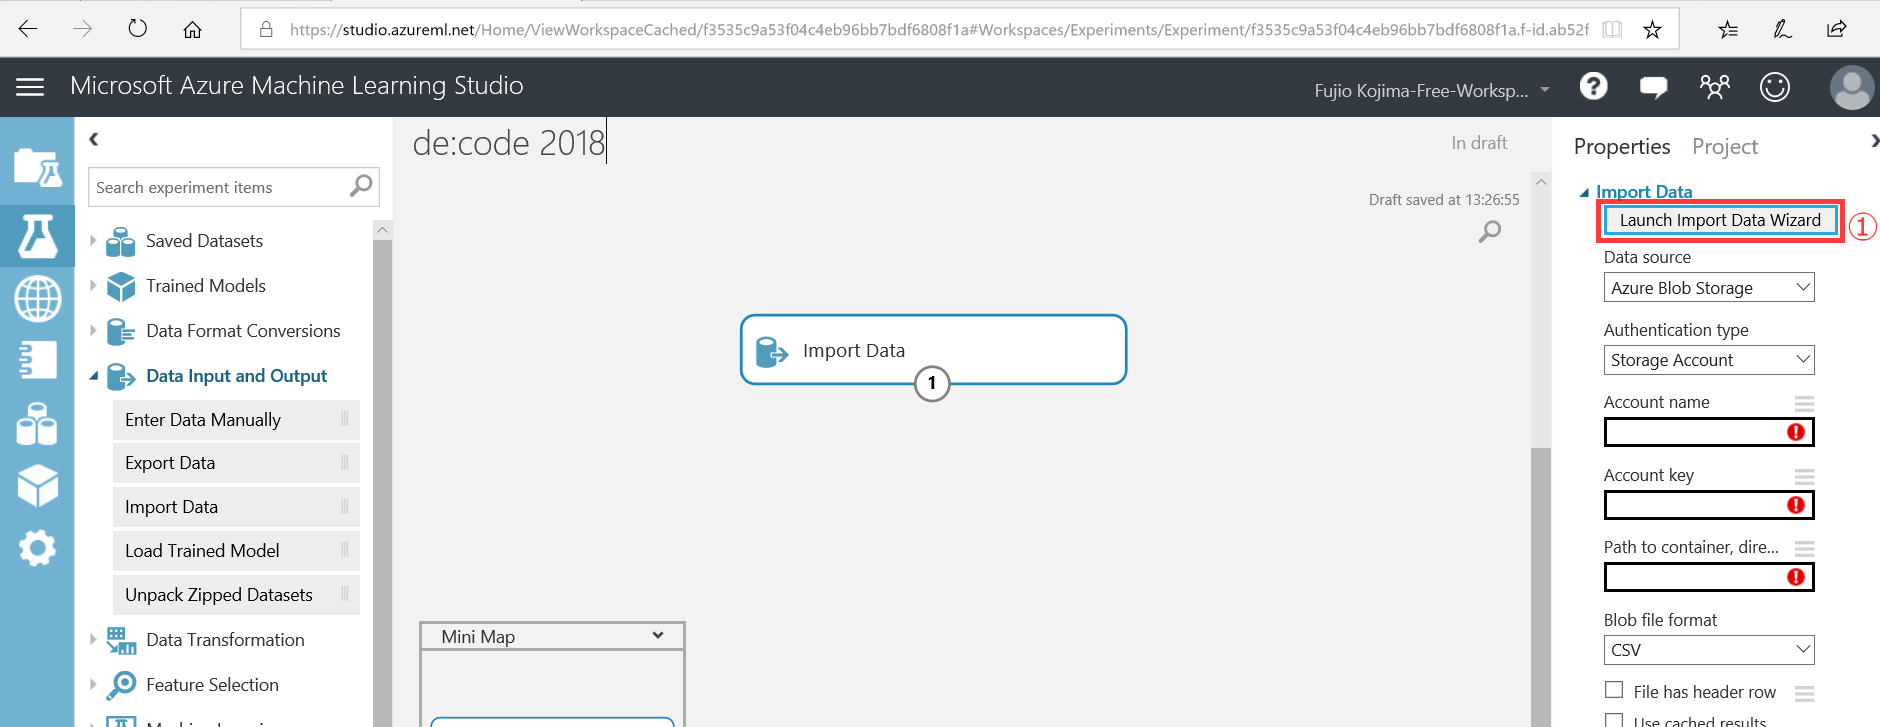 https://studio.azureml.net/Home/ViewWorkspaceCached/f3535c9a53f04c4eb96bb7bdf6808f1a#Workspaces/Experiments/Experiment/f3535c9a53f04c4eb96bb7bdf6808f1a.f-id.ab52f
Microsoft Azure Machine Learning Studio
Fujio Kojima-Free-Worksp...
Search experiment items
Saved Datasets
Trained Models
Data Format Conversions
Data Input and Output
Enter Data Manually
Export Data
Import Data
Load Trained Model
Unpack Zipped Datasets
Data Transformation
Feature Selection
de:code 2018
In draft
Draft saved at 13:26:55
Import Data
1
Mini Map
Properties Project
Import Data
Launch Import Data Wizard
①
Data source
Azure Blob Storage
Authentication type
Storage Account
Account name
Account key
Path to container, dire...
Blob file format
CSV
File has header row
Use cached results